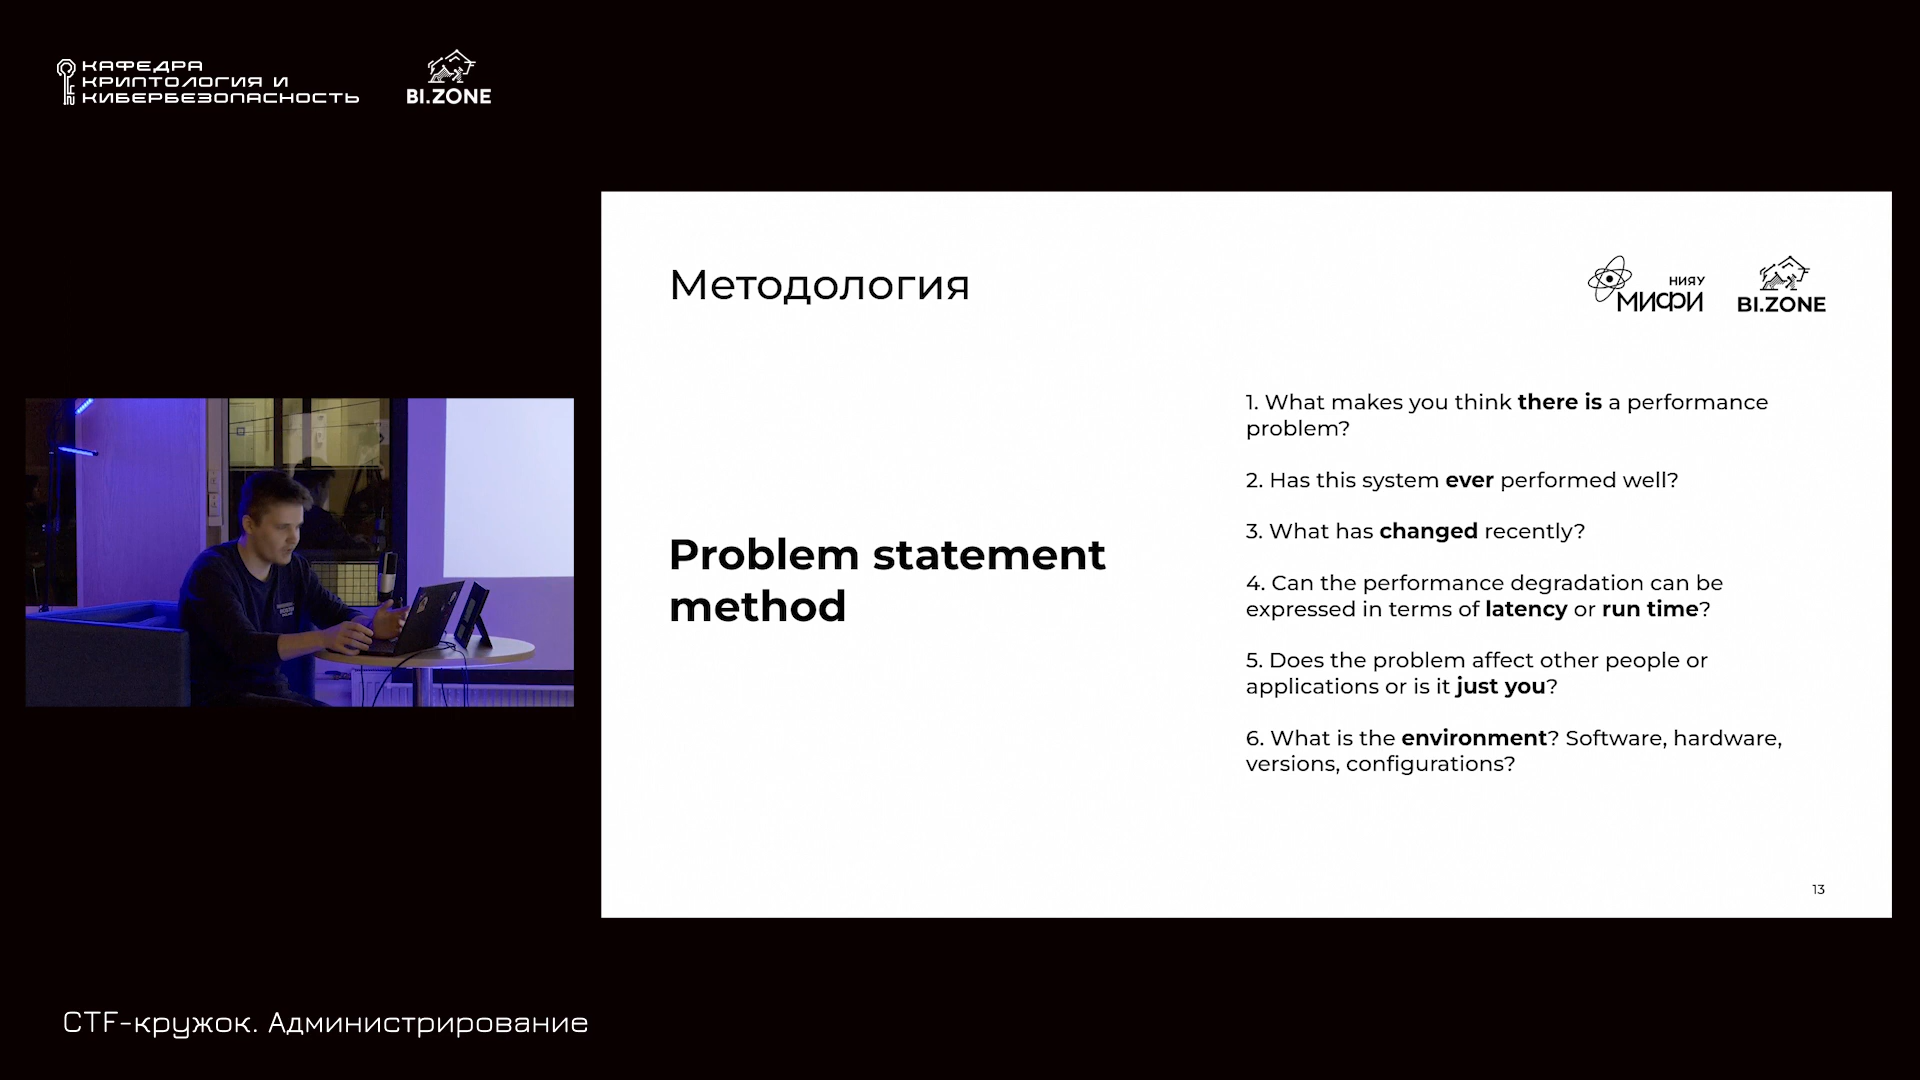 КАФЕДРА
КРИПТОЛОГИЯ И
КИБЕРБЕЗОПАСНОСТЬ
BI.ZONE
Методология
НИЯУ
МИФИ
BI.ZONE
Problem statement
method
1. What makes you think there is a performance
problem?
2. Has this system ever performed well?
3. What has changed recently?
4. Can the performance degradation can be
expressed in terms of latency or run time?
5. Does the problem affect other people or
applications or is it just you?
6. What is the environment? Software, hardware,
versions, configurations?
13
CTF-кружок. Администрирование